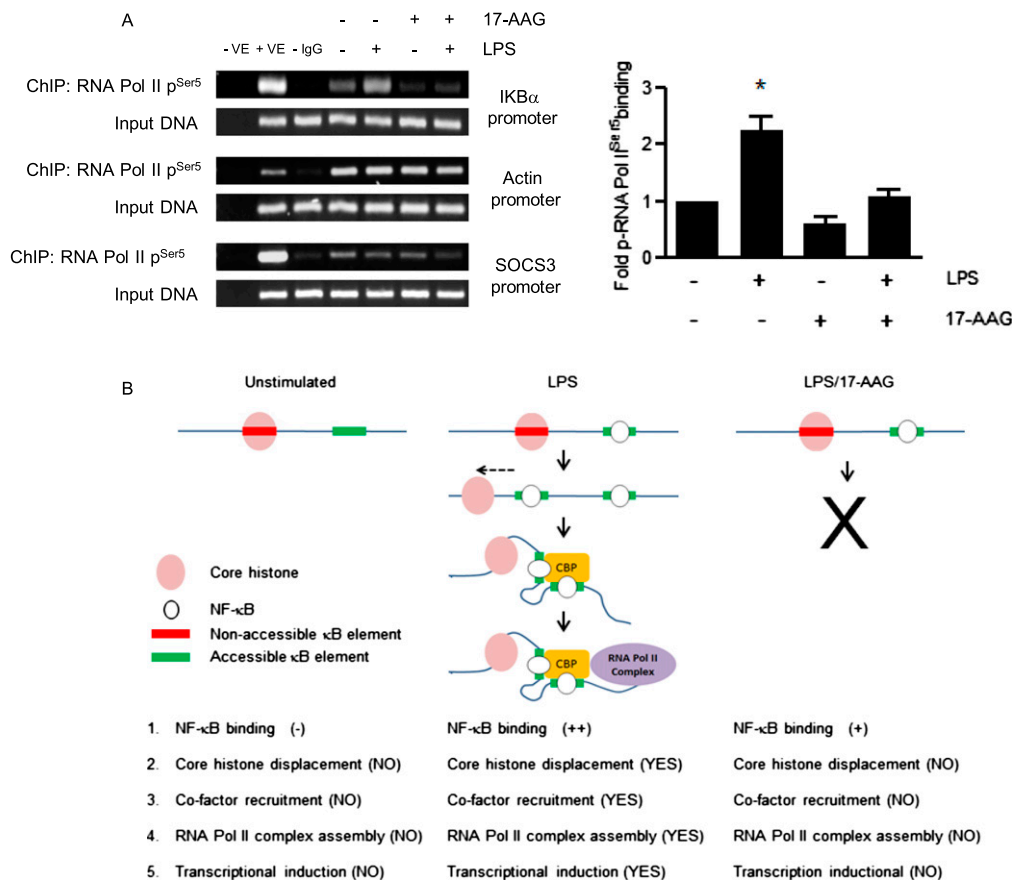 A
- - + + 17-AAG
- VE + VE - IgG - + - + LPS
ChIP: RNA Pol II pSer5
IKBα promoter
Input DNA
ChIP: RNA Pol II pSer5
Actin promoter
Input DNA
ChIP: RNA Pol II pSer5
SOCS3 promoter
Input DNA
Fold p-RNA Pol IISer5binding
3
2
1
0
*
- + - + LPS
- - + + 17-AAG
B
Unstimulated
LPS
LPS/17-AAG
CBP
CBP
RNA Pol II
Complex
X
Core histone
NF-κB
Non-accessible κB element
Accessible κB element
1. NF-κB binding (-) NF-κB binding (++) NF-κB binding (+)
2. Core histone displacement (NO) Core histone displacement (YES) Core histone displacement (NO)
3. Co-factor recruitment (NO) Co-factor recruitment (YES) Co-factor recruitment (NO)
4. RNA Pol II complex assembly (NO) RNA Pol II complex assembly (YES) RNA Pol II complex assembly (NO)
5. Transcriptional induction (NO) Transcriptional induction (YES) Transcription inductional (NO)